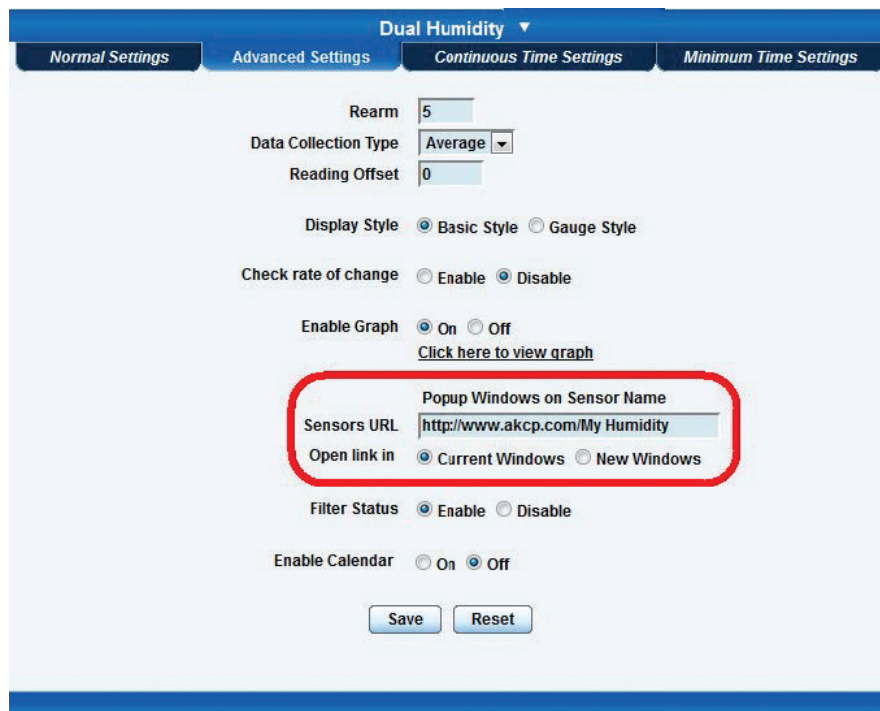 Dual Humidity ▼
Normal Settings Advanced Settings Continuous Time Settings Minimum Time Settings
Rearm 5
Data Collection Type Average
Reading Offset 0
Display Style Basic Style Gauge Style
Check rate of change Enable Disable
Enable Graph On Off
Click here to view graph
Popup Windows on Sensor Name
Sensors URL http://www.akcp.com/My Humidity
Open link in Current Windows New Windows
Filter Status Enable Disable
Enable Calendar On Off
Save Reset